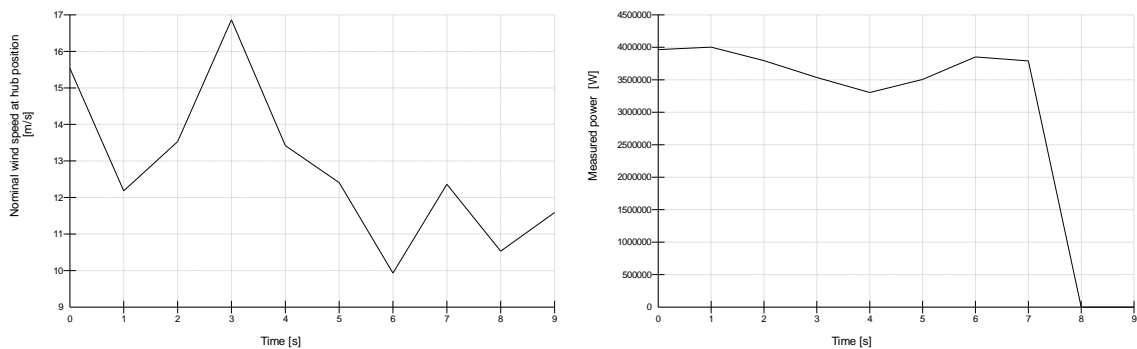 Nominal wind speed at hub position
[m/s]
17
16
15
14
13
12
11
10
9
0 1 2 3 4 5 6 7 8 9
Time [s]
Measured power [W]
4500000
4000000
3500000
3000000
2500000
2000000
1500000
1000000
500000
0
0 1 2 3 4 5 6 7 8 9
Time [s]